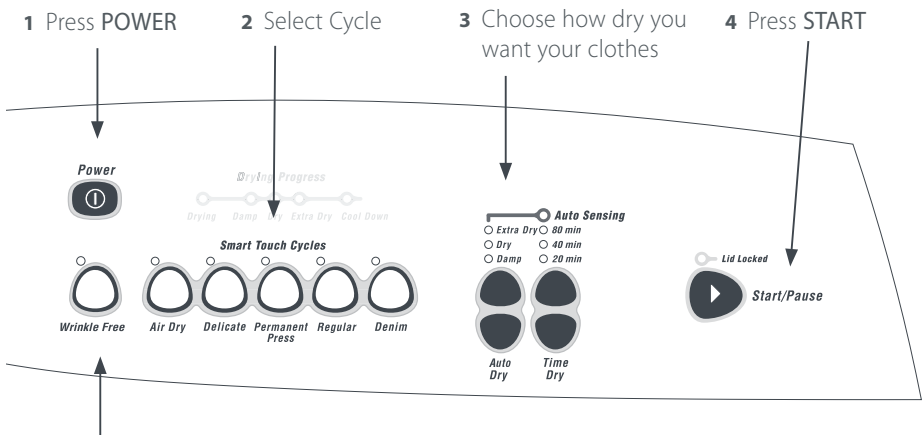 1 Press POWER
2 Select Cycle
3 Choose how dry you
want your clothes
4 Press START
Power
Drying Progress
Drying Damp Dry Extra Dry Cool Down
Auto Sensing
Extra Dry 80 min
Dry 40 min
Damp 20 min
Smart Touch Cycles
Lid Locked
Start/Pause
Wrinkle Free Air Dry Delicate Permanent
Press Regular Denim
Auto
Dry
Time
Dry